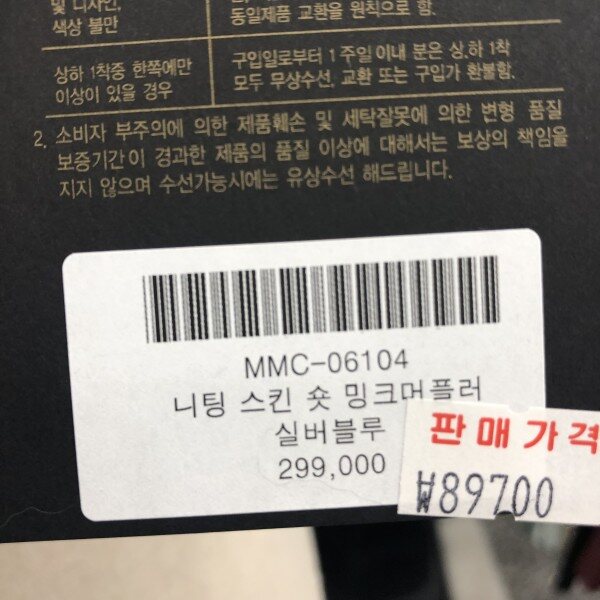 및 디자인,
색상 불만
동일제품 교환을 원칙으로 함.
상하 1착중 한쪽에만
이상이 있을 경우
구입일로부터 1주일 이내 분은 상,하 1착
모두 무상수선, 교환 또는 구입가 환불함.
2. 소비자 부주의에 의한 제품훼손 및 세탁잘못에 의한 변형 품질
보증기간이 경과한 제품의 품질 이상에 대해서는 보상의 책임을
지지 않으며 수선가능시에는 유상수선 해드립니다.
MMC-06104
니팅 스킨 숏 밍크머플러
실버블루
299,000
판매가격
₩89700